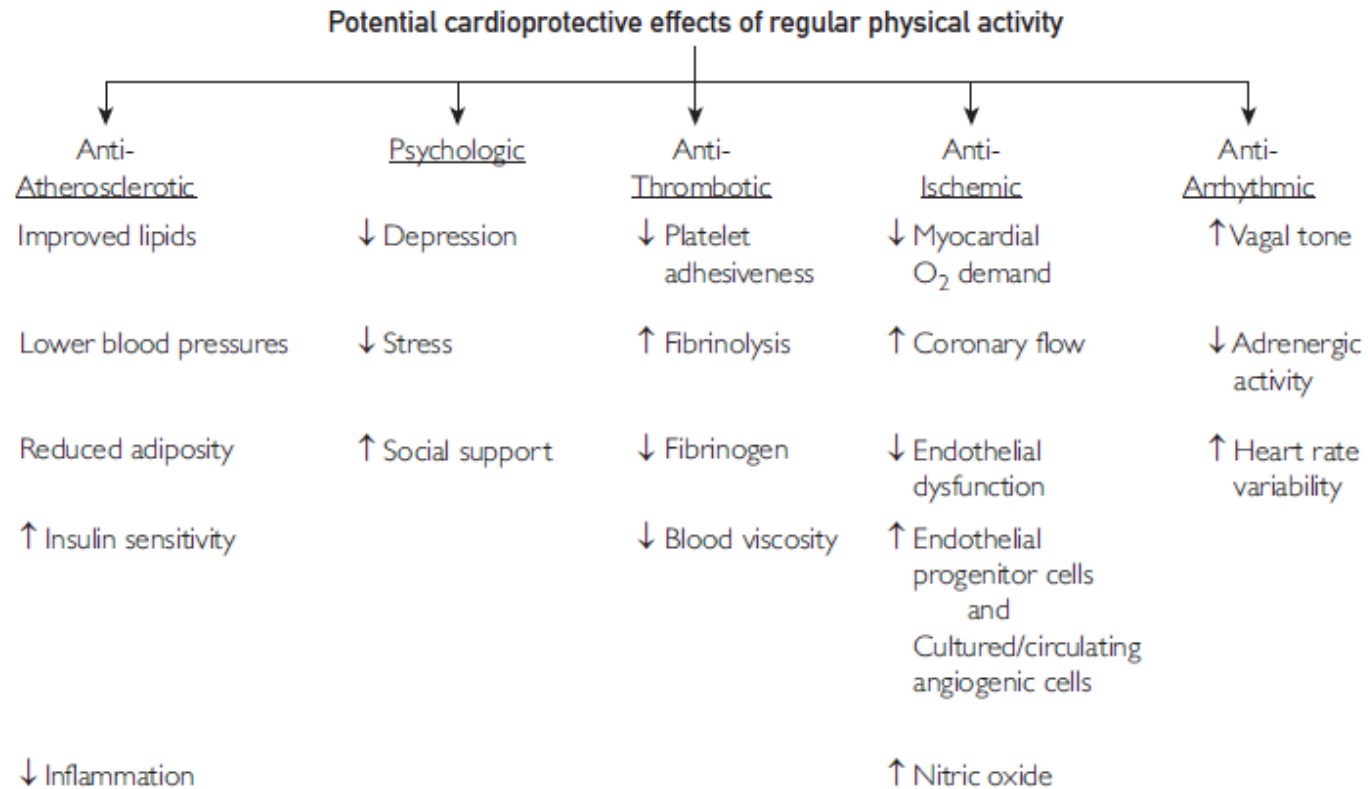 Potential cardioprotective effects of regular physical activity
Anti-
Atherosclerotic
Improved lipids
Lower blood pressures
Reduced adiposity
↑ Insulin sensitivity
↓ Inflammation
Psychologic
↓ Depression
↓ Stress
↑ Social support
Anti-
Thrombotic
↓ Platelet
adhesiveness
↑ Fibrinolysis
↓ Fibrinogen
↓ Blood viscosity
Anti-
Ischemic
↓ Myocardial
O₂ demand
↑ Coronary flow
↓ Endothelial
dysfunction
↑ Endothelial
progenitor cells
and
Cultured/circulating
angiogenic cells
↑ Nitric oxide
Anti-
Arrhythmic
↑ Vagal tone
↓ Adrenergic
activity
↑ Heart rate
variability